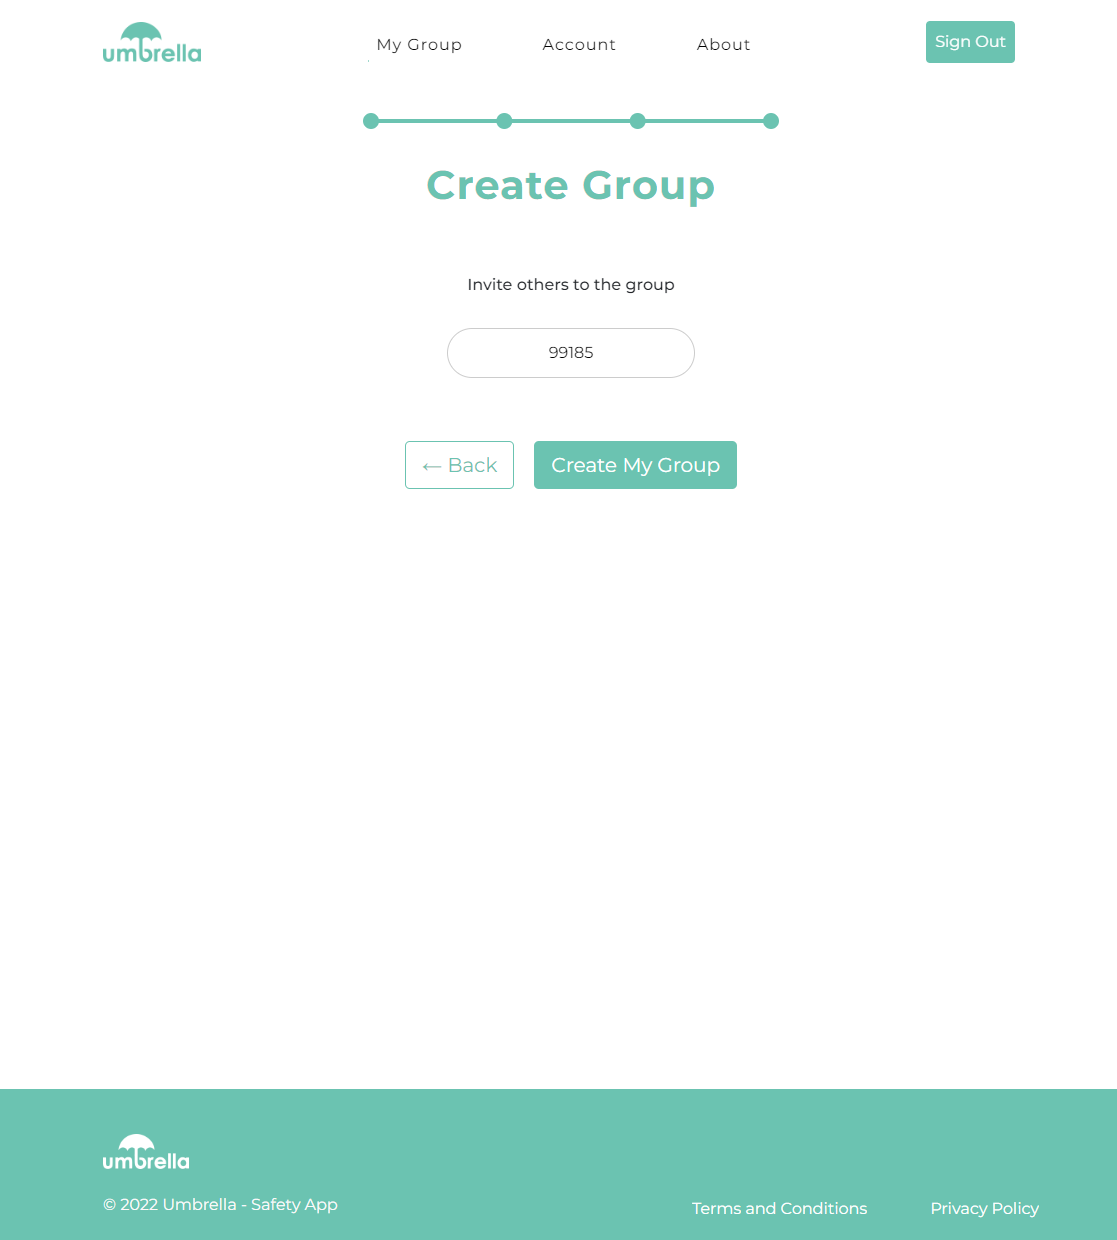 umbrella
My Group
Account
About
Sign Out
Create Group
Invite others to the group
99185
← Back
Create My Group
umbrella
© 2022 Umbrella - Safety App
Terms and Conditions
Privacy Policy